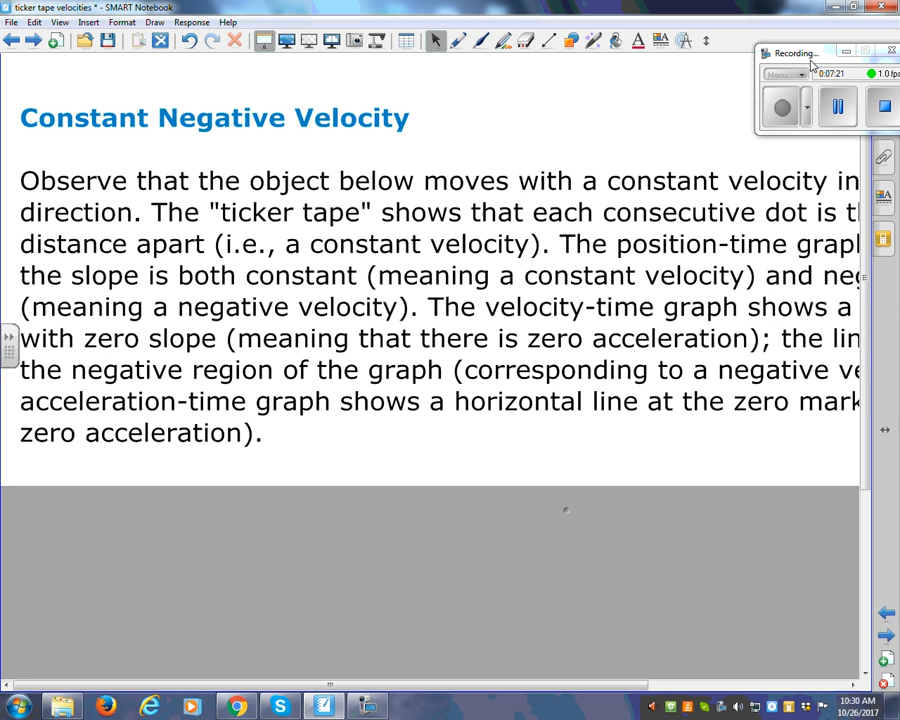 ticker tape velocities * - SMART Notebook
File Edit View Insert Format Draw Response Help
Recording...
Menu 0:07:21 1.0 fps
Constant Negative Velocity
Observe that the object below moves with a constant velocity in
direction. The "ticker tape" shows that each consecutive dot is
distance apart (i.e., a constant velocity). The position-time
the slope is both constant (meaning a constant velocity) and
(meaning a negative velocity). The velocity-time graph shows a
with zero slope (meaning that there is zero acceleration); the
the negative region of the graph (corresponding to a negative
acceleration-time graph shows a horizontal line at the zero mark
zero acceleration).
10:30 AM
10/26/2017